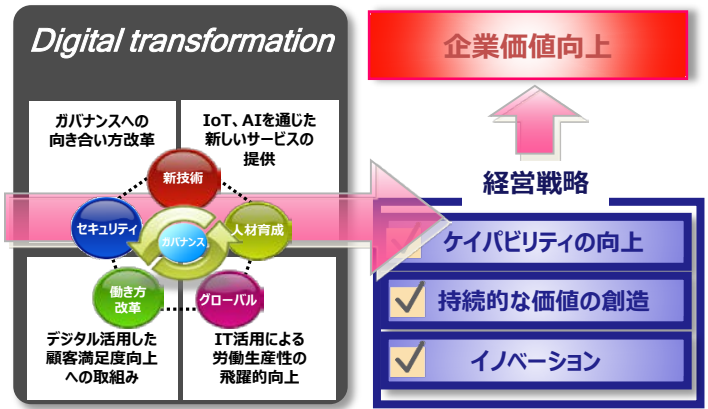 Digital transformation
ガバナンスへの
向き合い方改革
IoT、AIを通じた
新しいサービスの
提供
新技術
セキュリティ
ガバナンス
人材育成
働き方
改革
グローバル
デジタル活用した
顧客満足度向上
への取組み
IT活用による
労働生産性の
飛躍的向上
企業価値向上
経営戦略
ケイパビリティの向上
持続的な価値の創造
イノベーション